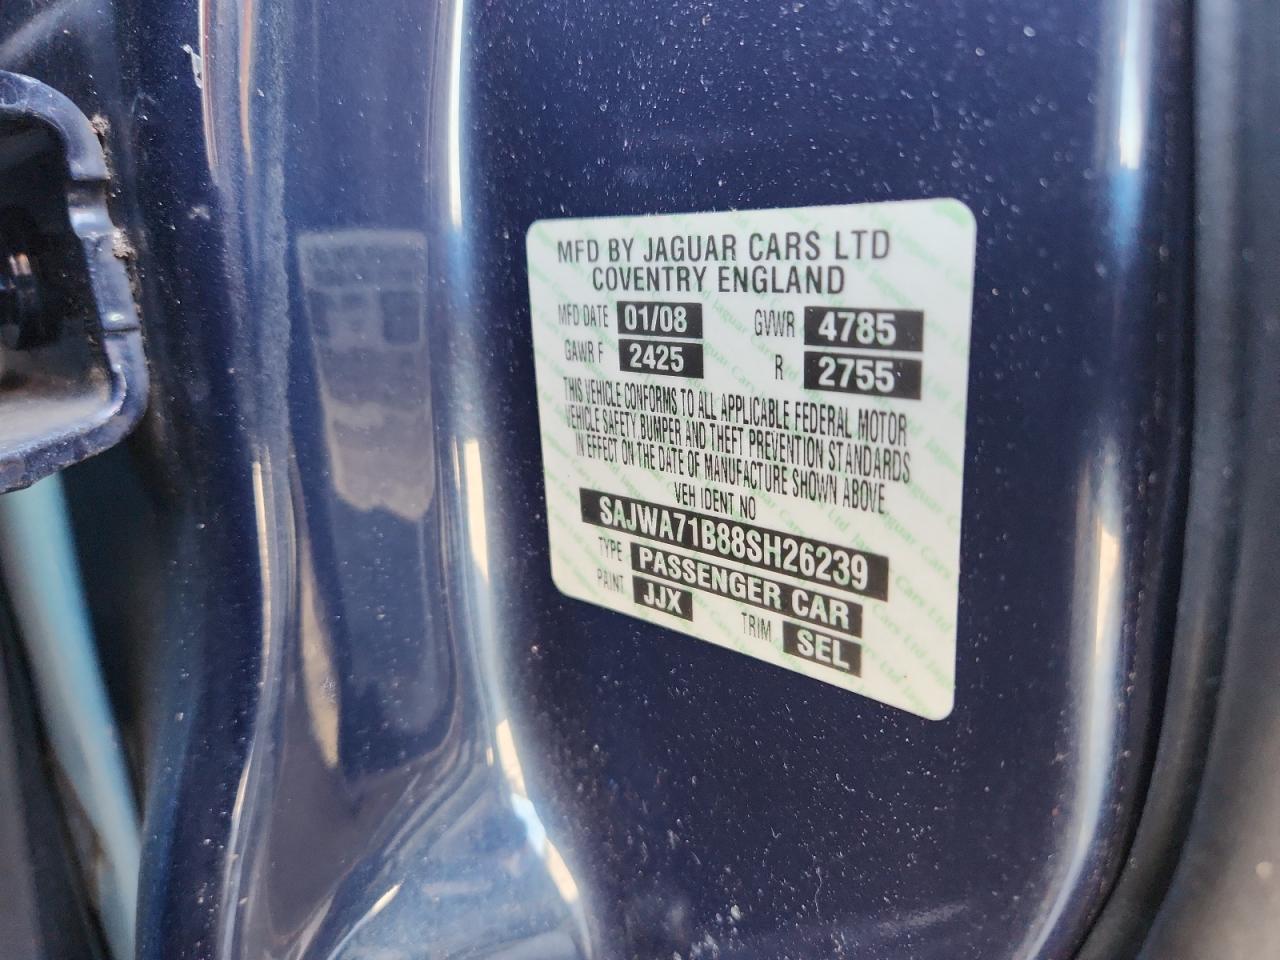 MFD BY JAGUAR CARS LTD
COVENTRY ENGLAND
MFD DATE 01/08 GVWR 4785
GAWR F 2425 R 2755
THIS VEHICLE CONFORMS TO ALL APPLICABLE FEDERAL MOTOR
VEHICLE SAFETY BUMPER AND THEFT PREVENTION STANDARDS
IN EFFECT ON THE DATE OF MANUFACTURE SHOWN ABOVE
VEH IDENT NO
SAJWA71B88SH26239
TYPE PASSENGER CAR
PAINT JJX TRIM SEL